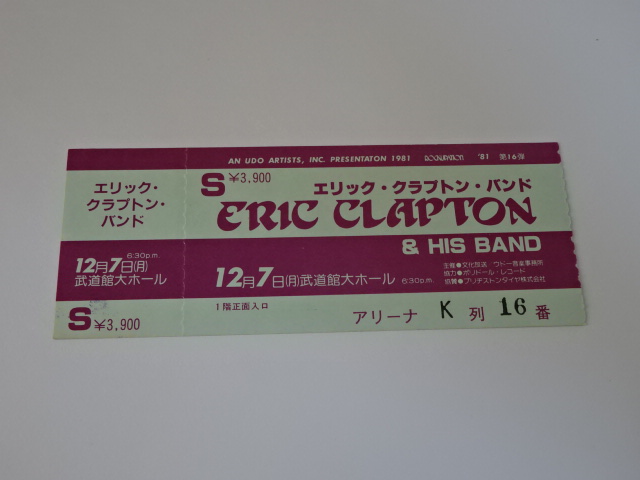 AN UDO ARTISTS, INC. PRESENTATON 1981 '81 第16弾
エリック・
クラプトン・
バンド
6:30p.m.
12月7日(月)
武道館大ホール
S ¥3,900
S ¥3,900
エリック・クラプトン・バンド
ERIC CLAPTON
& HIS BAND
12月7日(月)武道館大ホール 6:30p.m.
主催●文化放送/ウドー音楽事務所
協力●ポリドール・レコード
協賛●ブリヂストンタイヤ株式会社
1階正面入口
アリーナ K 列 16 番